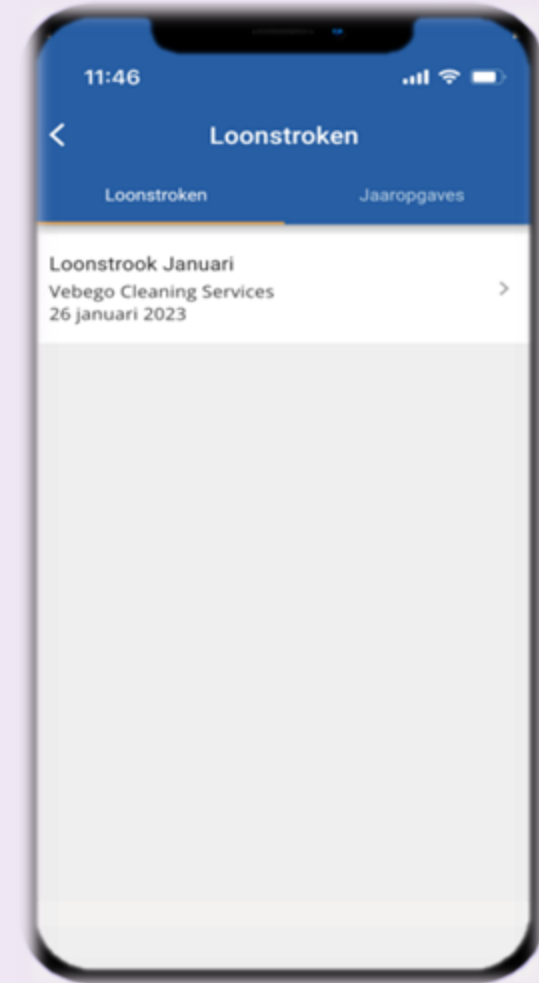 11:46
Loonstroken
Loonstroken
Jaaropgaves
Loonstrook Januari
Vebego Cleaning Services
26 januari 2023